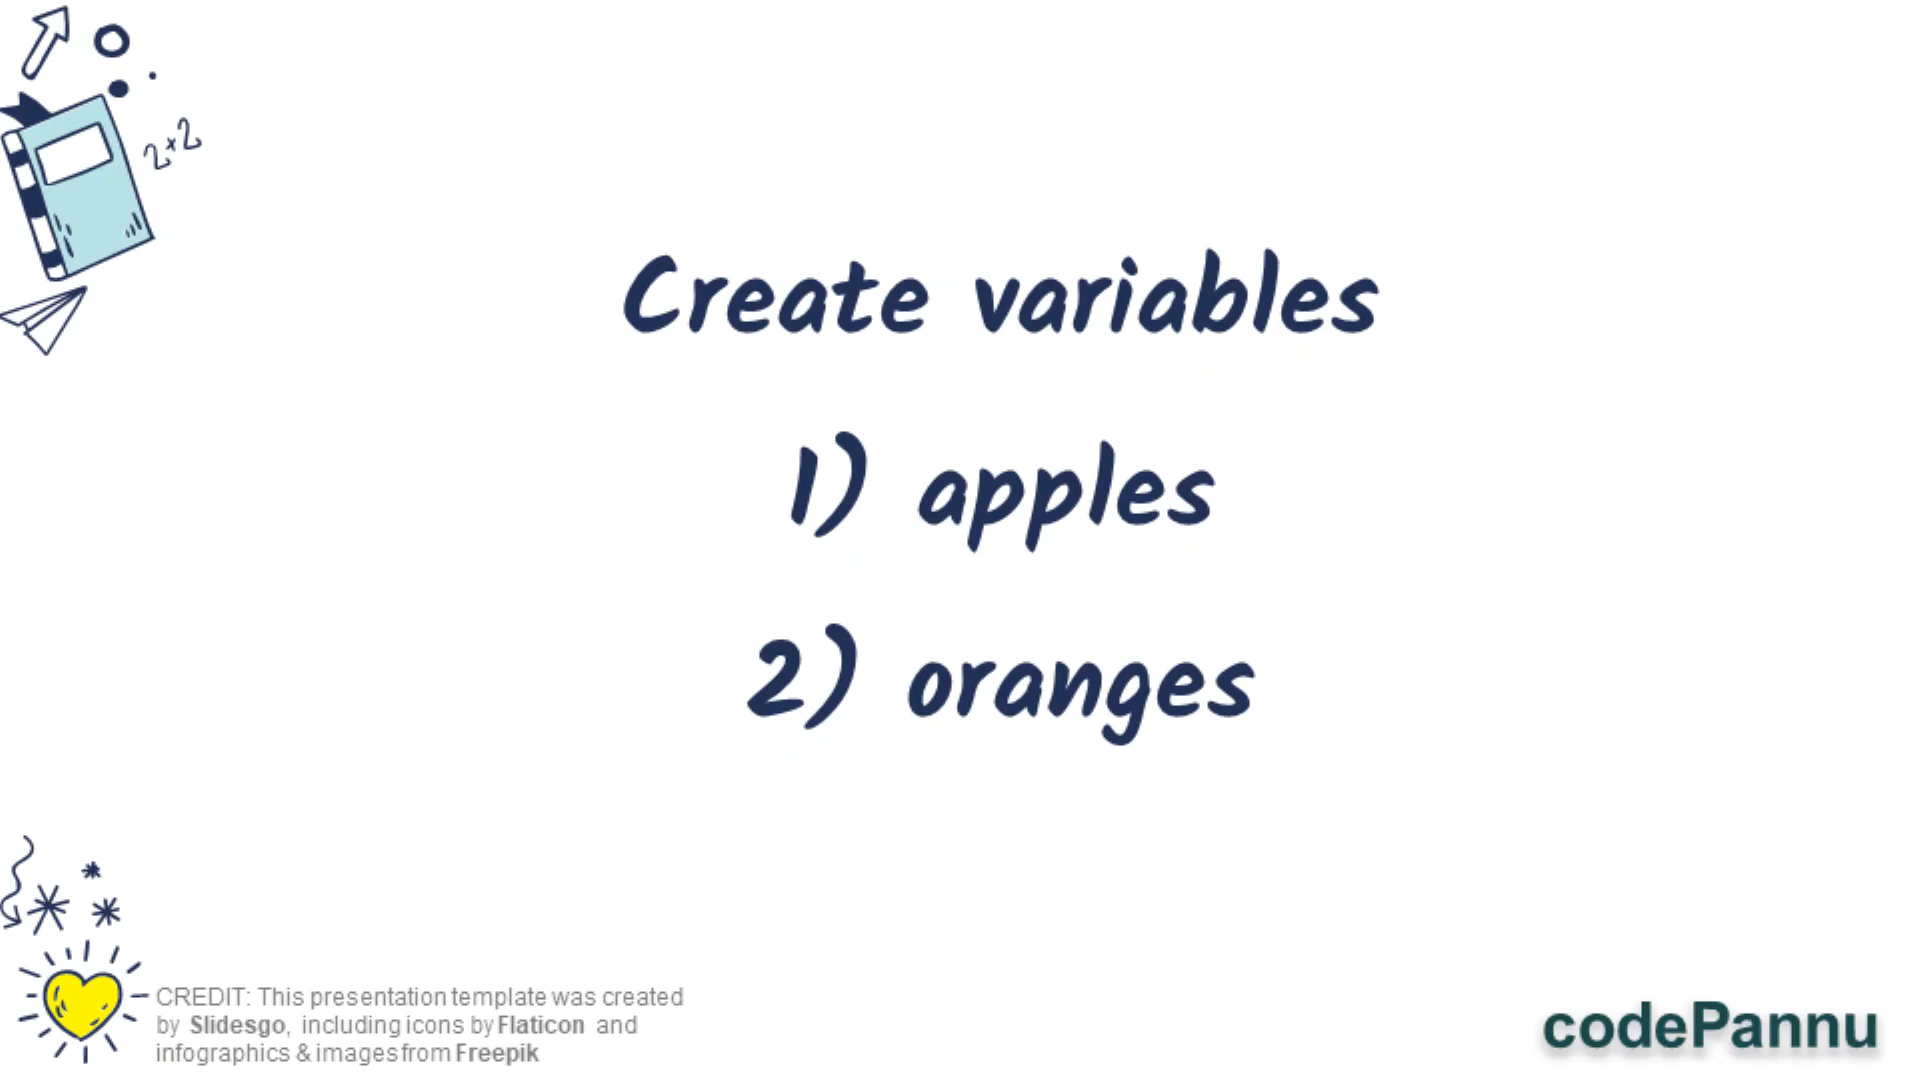 2×2
Create variables
1) apples
2) oranges
CREDIT: This presentation template was created
by Slidesgo, including icons by Flaticon and
infographics & images from Freepik
codePannu